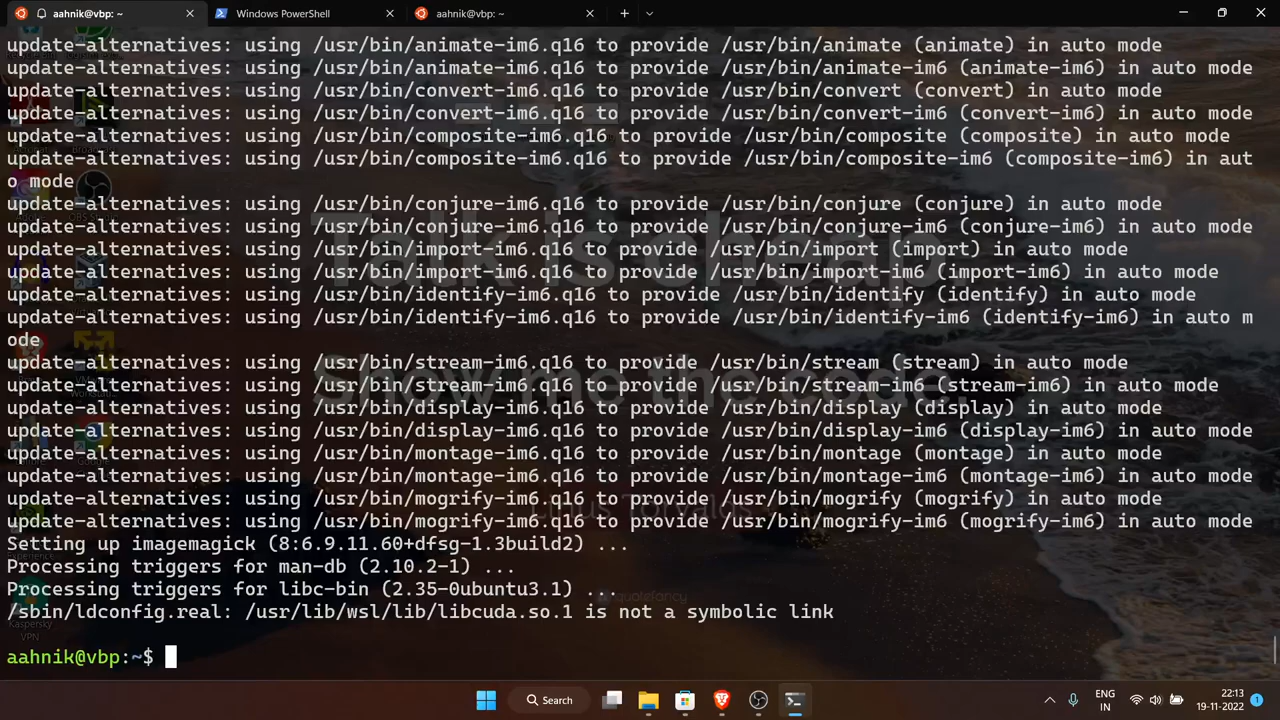 aahnik@vbp: ~
Windows PowerShell
aahnik@vbp: ~
update-alternatives: using /usr/bin/animate-im6.q16 to provide /usr/bin/animate (animate) in auto mode
update-alternatives: using /usr/bin/animate-im6.q16 to provide /usr/bin/animate-im6 (animate-im6) in auto mode
update-alternatives: using /usr/bin/convert-im6.q16 to provide /usr/bin/convert (convert) in auto mode
update-alternatives: using /usr/bin/convert-im6.q16 to provide /usr/bin/convert-im6 (convert-im6) in auto mode
update-alternatives: using /usr/bin/composite-im6.q16 to provide /usr/bin/composite (composite) in auto mode
update-alternatives: using /usr/bin/composite-im6.q16 to provide /usr/bin/composite-im6 (composite-im6) in aut
o mode
update-alternatives: using /usr/bin/conjure-im6.q16 to provide /usr/bin/conjure (conjure) in auto mode
update-alternatives: using /usr/bin/conjure-im6.q16 to provide /usr/bin/conjure-im6 (conjure-im6) in auto mode
update-alternatives: using /usr/bin/import-im6.q16 to provide /usr/bin/import (import) in auto mode
update-alternatives: using /usr/bin/import-im6.q16 to provide /usr/bin/import-im6 (import-im6) in auto mode
update-alternatives: using /usr/bin/identify-im6.q16 to provide /usr/bin/identify (identify) in auto mode
update-alternatives: using /usr/bin/identify-im6.q16 to provide /usr/bin/identify-im6 (identify-im6) in auto m
ode
update-alternatives: using /usr/bin/stream-im6.q16 to provide /usr/bin/stream (stream) in auto mode
update-alternatives: using /usr/bin/stream-im6.q16 to provide /usr/bin/stream-im6 (stream-im6) in auto mode
update-alternatives: using /usr/bin/display-im6.q16 to provide /usr/bin/display (display) in auto mode
update-alternatives: using /usr/bin/display-im6.q16 to provide /usr/bin/display-im6 (display-im6) in auto mode
update-alternatives: using /usr/bin/montage-im6.q16 to provide /usr/bin/montage (montage) in auto mode
update-alternatives: using /usr/bin/montage-im6.q16 to provide /usr/bin/montage-im6 (montage-im6) in auto mode
update-alternatives: using /usr/bin/mogrify-im6.q16 to provide /usr/bin/mogrify (mogrify) in auto mode
update-alternatives: using /usr/bin/mogrify-im6.q16 to provide /usr/bin/mogrify-im6 (mogrify-im6) in auto mode
Setting up imagemagick (8:6.9.11.60+dfsg-1.3build2) ...
Processing triggers for man-db (2.10.2-1) ...
Processing triggers for libc-bin (2.35-0ubuntu3.1) ...
/sbin/ldconfig.real: /usr/lib/wsl/lib/libcuda.so.1 is not a symbolic link
aahnik@vbp:~$
Talk is cheap.
Show me the code.
Linus Torvalds
Kaspersky
VPN
Search
ENG
IN
22:13
19-11-2022
1